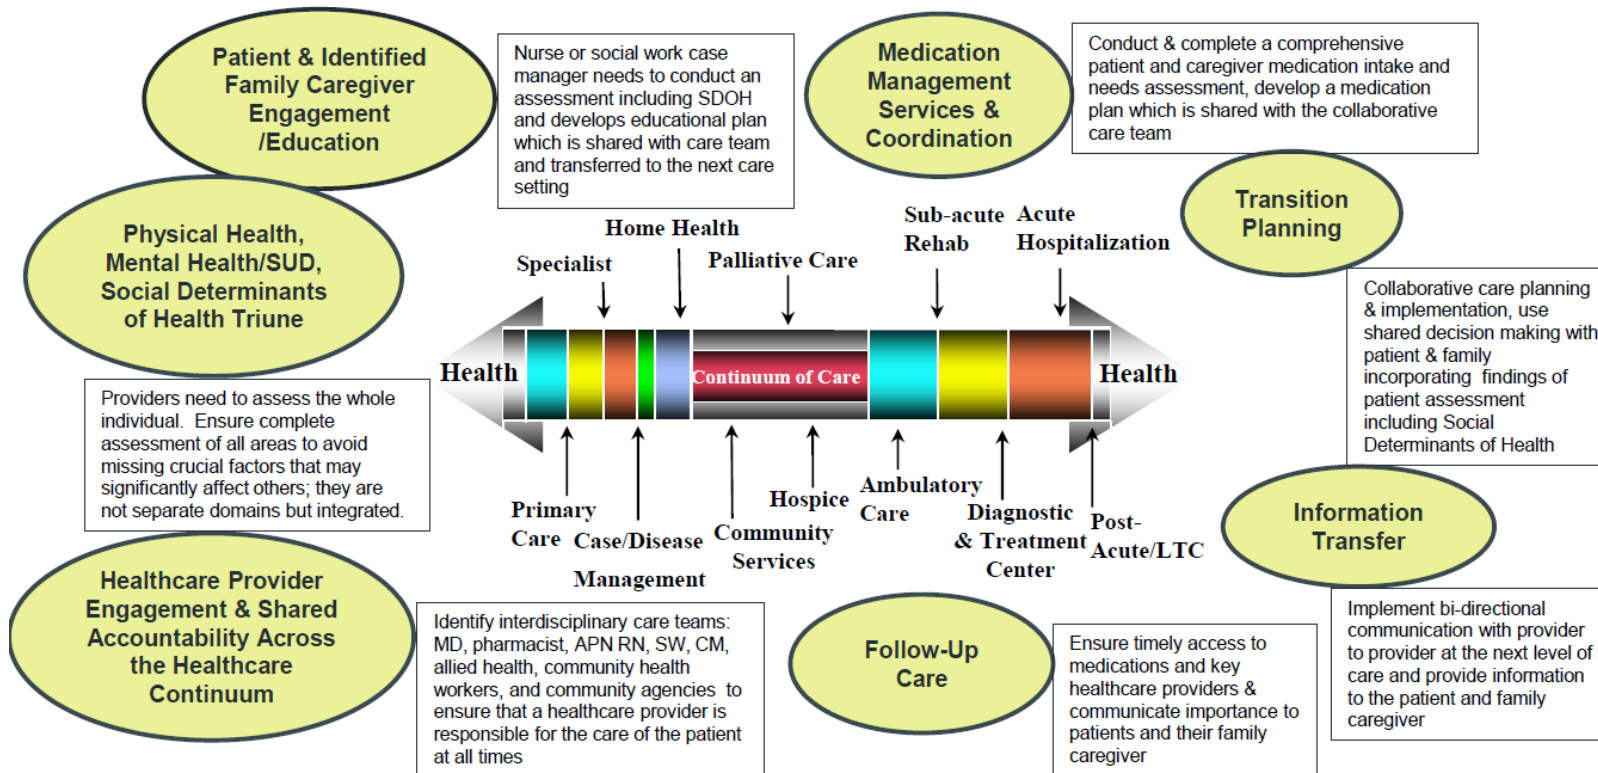 Patient & Identified
Family Caregiver
Engagement
/Education
Nurse or social work case
manager needs to conduct an
assessment including SDOH
and develops educational plan
which is shared with care team
and transferred to the next care
setting
Medication
Management
Services &
Coordination
Conduct & complete a comprehensive
patient and caregiver medication intake and
needs assessment, develop a medication
plan which is shared with the collaborative
care team
Physical Health,
Mental Health/SUD,
Social Determinants
of Health Triune
Transition
Planning
Providers need to assess the whole
individual.  Ensure complete
assessment of all areas to avoid
missing crucial factors that may
significantly affect others; they are
not separate domains but integrated.
Collaborative care planning
& implementation, use
shared decision making with
patient & family
incorporating  findings of
patient assessment
including Social
Determinants of Health
Specialist
Home Health
Palliative Care
Sub-acute
Rehab
Acute
Hospitalization
Health
Continuum of Care
Health
Primary
Care
Case/Disease
Management
Community
Services
Hospice
Ambulatory
Care
Diagnostic
& Treatment
Center
Post-
Acute/LTC
Information
Transfer
Healthcare Provider
Engagement & Shared
Accountability Across
the Healthcare
Continuum
Identify interdisciplinary care teams:
MD, pharmacist, APN RN, SW, CM,
allied health, community health
workers, and community agencies  to
ensure that a healthcare provider is
responsible for the care of the patient
at all times
Follow-Up
Care
Ensure timely access to
medications and key
healthcare providers &
communicate importance to
patients and their family
caregiver
Implement bi-directional
communication with provider
to provider at the next level of
care and provide information
to the patient and family
caregiver